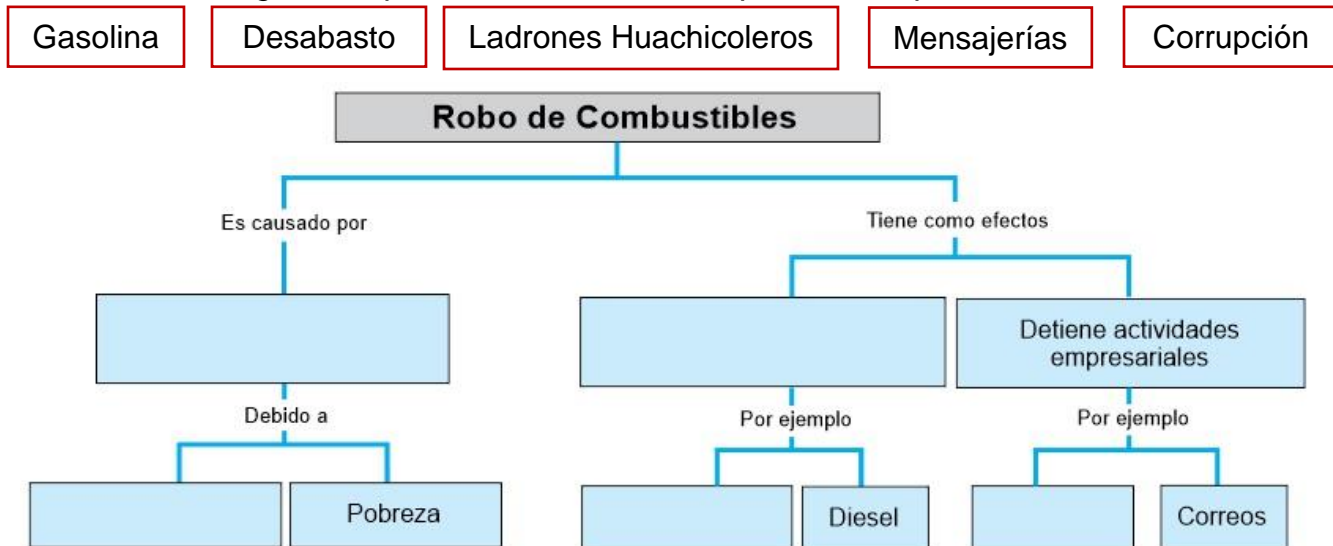 Gasolina
Desabasto
Ladrones Huachicoleros
Mensajerías
Corrupción
Robo de Combustibles
Es causado por
Tiene como efectos
Detiene actividades
empresariales
Debido a
Por ejemplo
Por ejemplo
Pobreza
Diesel
Correos